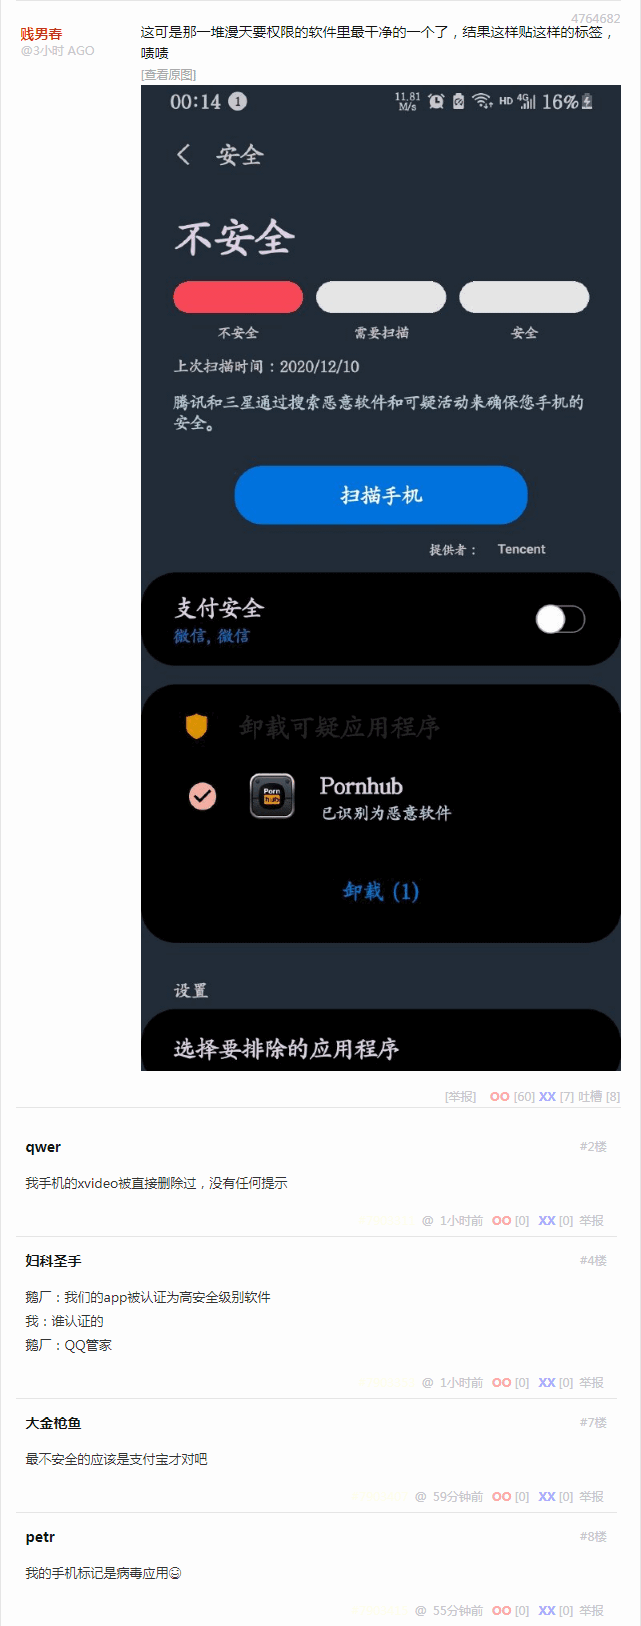 4764682
贱男春
@3小时 AGO
这可是那一堆漫天要权限的软件里最干净的一个了，结果这样贴这样的标签，
啧啧
[查看原图]
00:14 1 11.81 M/s HD 4G 16%
安全
不安全
不安全 需要扫描 安全
上次扫描时间：2020/12/10
腾讯和三星通过搜索恶意软件和可疑活动来确保您手机的
安全。
扫描手机
提供者： Tencent
支付安全
微信, 微信
卸载可疑应用程序
Porn hub
Pornhub
已识别为恶意软件
卸载 (1)
设置
选择要排除的应用程序
[举报] OO [60] XX [7] 吐槽 [8]
qwer #2楼
我手机的xvideo被直接删除过，没有任何提示
@ 1小时前 OO [0] XX [0] 举报
妇科圣手 #4楼
鹅厂：我们的app被认证为高安全级别软件
我：谁认证的
鹅厂：QQ管家
@ 1小时前 OO [0] XX [0] 举报
大金枪鱼 #7楼
最不安全的应该是支付宝才对吧
@ 59分钟前 OO [0] XX [0] 举报
petr #8楼
我的手机标记是病毒应用😄
@ 55分钟前 OO [0] XX [0] 举报